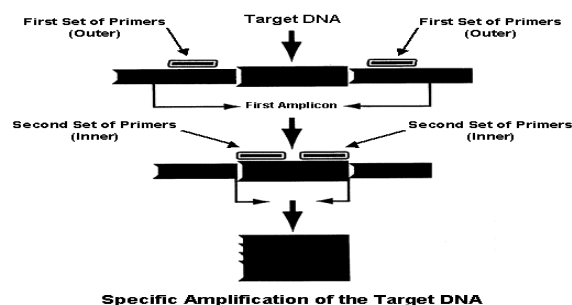 Target DNA
First Set of Primers
(Outer)
First Set of Primers
(Outer)
First Amplicon
Second Set of Primers
(Inner)
Second Set of Primers
(Inner)
Specific Amplification of the Target DNA